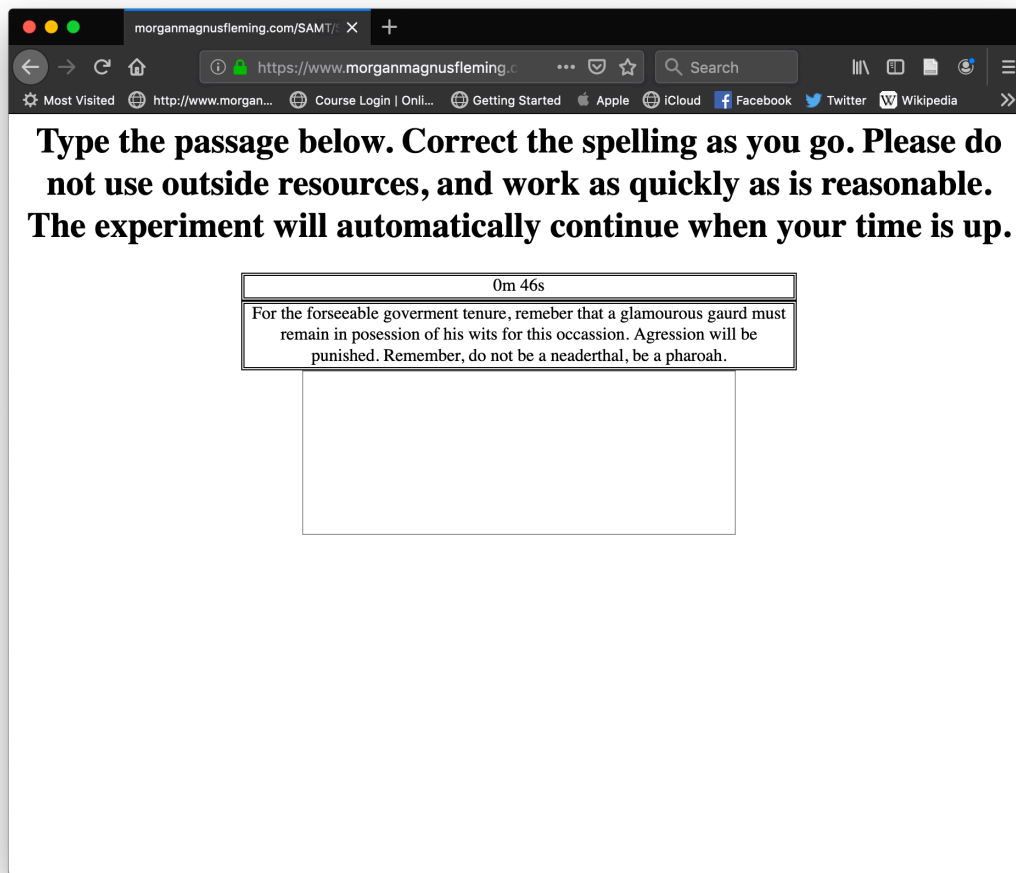 morganmagnusfleming.com/SAMT/
https://www.morganmagnusfleming.c
Search
Most Visited
http://www.morgan...
Course Login | Onli...
Getting Started
Apple
iCloud
Facebook
Twitter
W Wikipedia
Type the passage below. Correct the spelling as you go. Please do
not use outside resources, and work as quickly as is reasonable.
The experiment will automatically continue when your time is up.
0m 46s
For the forseeable goverment tenure, remeber that a glamourous gaurd must
remain in posession of his wits for this occassion. Agression will be
punished. Remember, do not be a neaderthal, be a pharoah.